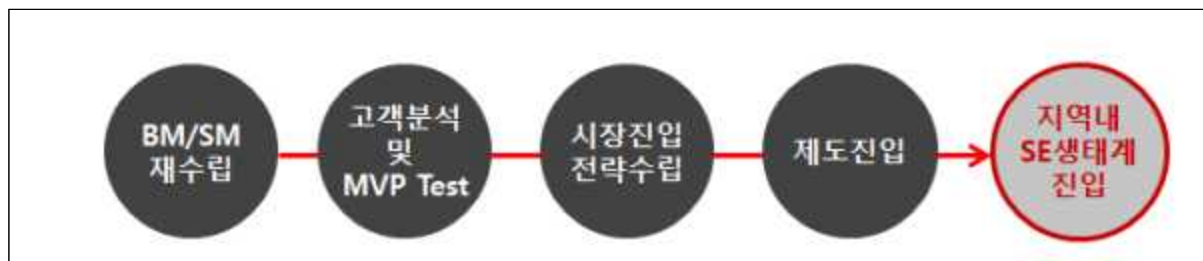 BM/SM
재수립
고객분석
및
MVP Test
시장진입
전략수립
제도진입
지역내
SE생태계
진입